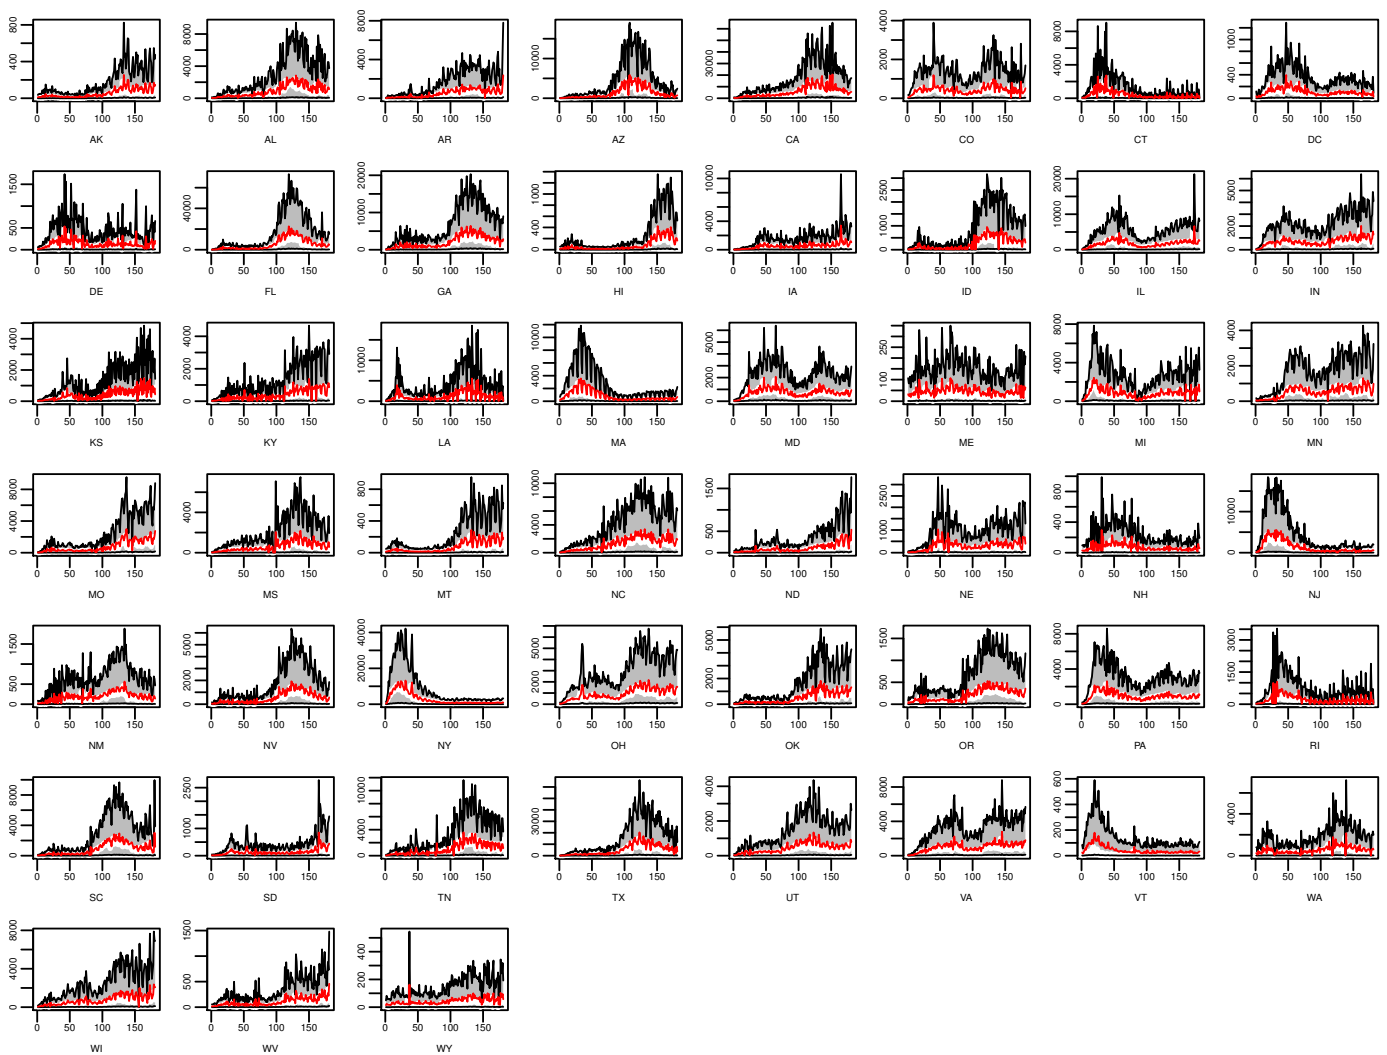 0 400 800
0 50 100 150
AK
0 2000 4000 6000 8000
0 50 100 150
AL
0 4000 8000
0 50 100 150
AR
0 10000
0 50 100 150
AZ
0 30000
0 50 100 150
CA
0 2000 4000
0 50 100 150
CO
0 4000 8000
0 50 100 150
CT
0 400 1000
0 50 100 150
DC
0 500 1500
0 50 100 150
DE
0 40000
0 50 100 150
FL
0 10000 20000
0 50 100 150
GA
0 400
0 50 100 150
HI
0 4000 10000
0 50 100 150
IA
0 1000 2500
0 50 100 150
ID
0 10000 20000
0 50 100 150
IL
0 2000 5000
0 50 100 150
IN
0 2000 4000
0 50 100 150
KS
0 2000 4000
0 50 100 150
KY
0 10000
0 50 100 150
LA
0 4000 10000
0 50 100 150
MA
0 2000 5000
0 50 100 150
MD
0 100 250
0 50 100 150
ME
0 4000 8000
0 50 100 150
MI
0 2000 4000
0 50 100 150
MN
0 4000 8000
0 50 100 150
MO
0 4000
0 50 100 150
MS
0 400 800
0 50 100 150
MT
0 4000 10000
0 50 100 150
NC
0 500 1500
0 50 100 150
ND
0 1000 2500
0 50 100 150
NE
0 400 800
0 50 100 150
NH
0 10000
0 50 100 150
NJ
0 500 1500
0 50 100 150
NM
0 2000 5000
0 50 100 150
NV
0 20000 40000
0 50 100 150
NY
0 2000 5000
0 50 100 150
OH
0 2000 5000
0 50 100 150
OK
0 500 1500
0 50 100 150
OR
0 4000 8000
0 50 100 150
PA
0 1500 3000
0 50 100 150
RI
0 4000 8000
0 50 100 150
SC
0 1000 2500
0 50 100 150
SD
0 4000 10000
0 50 100 150
TN
0 30000
0 50 100 150
TX
0 2000 4000
0 50 100 150
UT
0 4000 8000
0 50 100 150
VA
0 200 400 600
0 50 100 150
VT
0 4000
0 50 100 150
WA
0 4000 8000
0 50 100 150
WI
0 500 1500
0 50 100 150
WV
0 200 400
0 50 100 150
WY